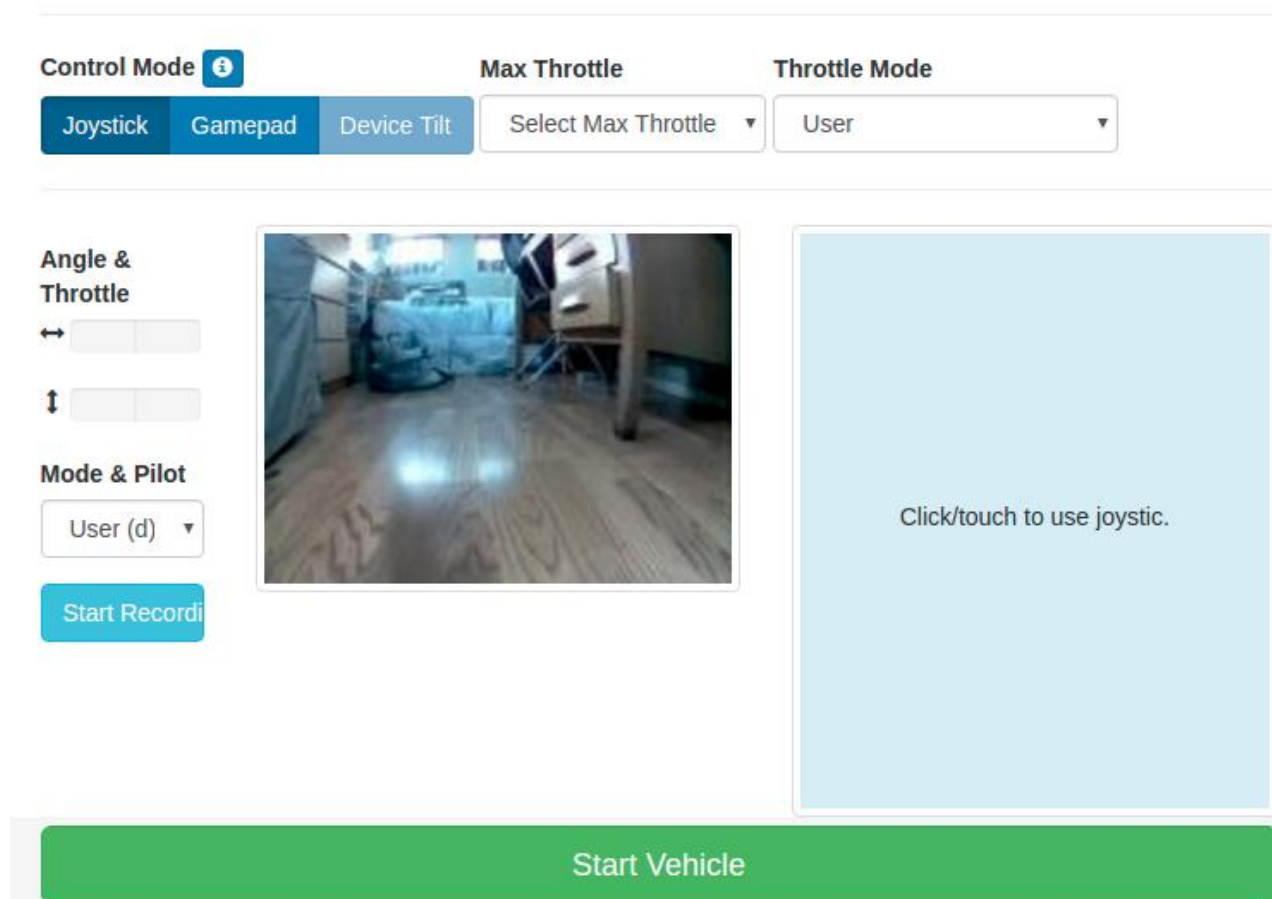 Control Mode
Max Throttle
Throttle Mode
Joystick
Gamepad
Device Tilt
Select Max Throttle
User
Angle &
Throttle
Mode & Pilot
User (d)
Start Recordi
Click/touch to use joystic.
Start Vehicle